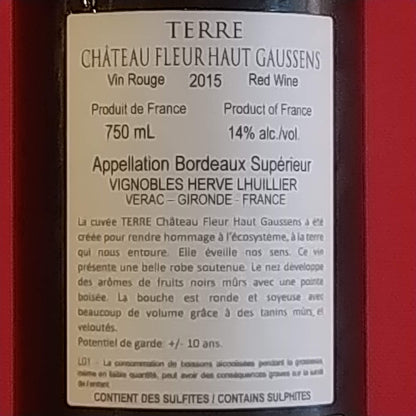 TERRE
CHÂTEAU FLEUR HAUT GAUSSENS
Vin Rouge 2015 Red Wine
Produit de France Product of France
750 mL 14% alc./vol.
Appellation Bordeaux Supérieur
VIGNOBLES HERVE LHUILLIER
VERAC – GIRONDE - FRANCE
La cuvée TERRE Château Fleur Haut Gaussens a été
créée pour rendre hommage à l'écosystème, à la terre
qui nous entoure. Elle éveille nos sens. Ce vin
présente une belle robe soutenue. Le nez développe
des arômes de fruits noirs mûrs avec une pointe
boisée. La bouche est ronde et soyeuse avec
beaucoup de volume grâce à des tanins mûrs et
veloutés.
Potentiel de garde: +/- 10 ans.
L01 - La consommation de boissons alcoolisées pendant la grossesse,
même en faible quantité, peut avoir des conséquences graves sur la santé
de l'enfant
CONTIENT DES SULFITES / CONTAINS SULPHITES